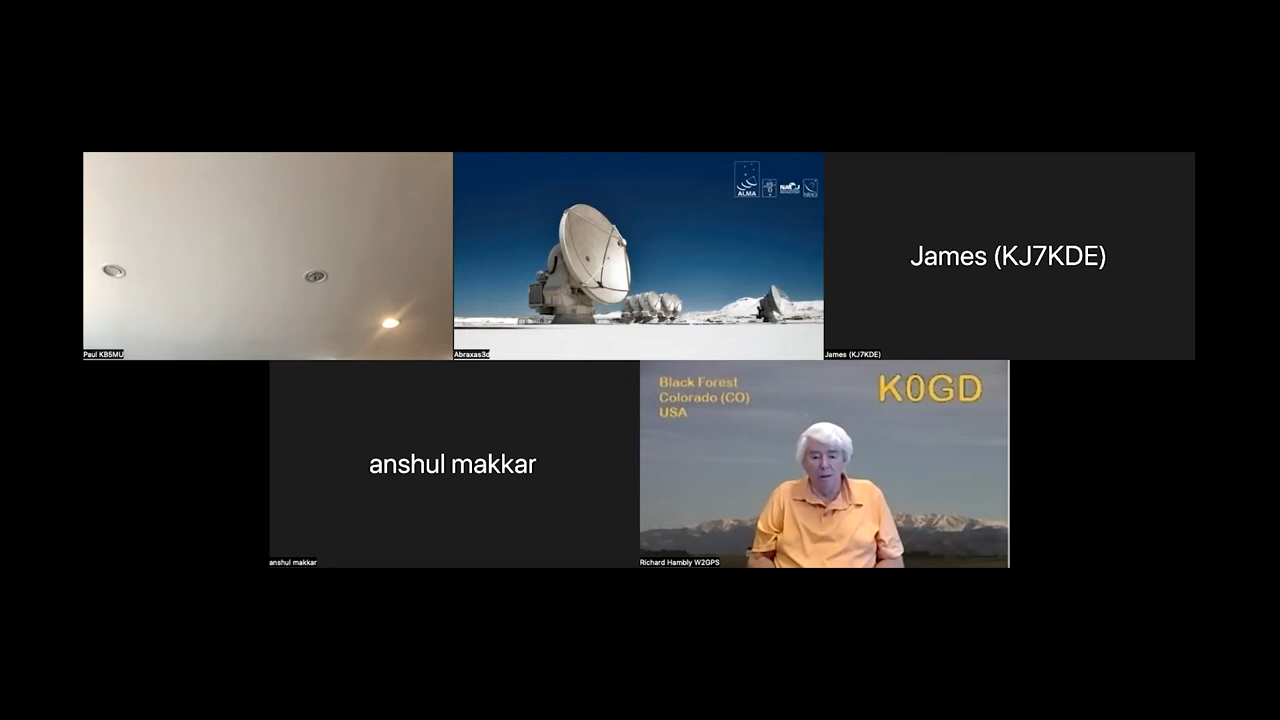 ALMA
Paul KB5MU
Abraxas3d
James (KJ7KDE)
James (KJ7KDE)
anshul makkar
anshul makkar
Black Forest
Colorado (CO)
USA
K0GD
Richard Hambly W2GPS